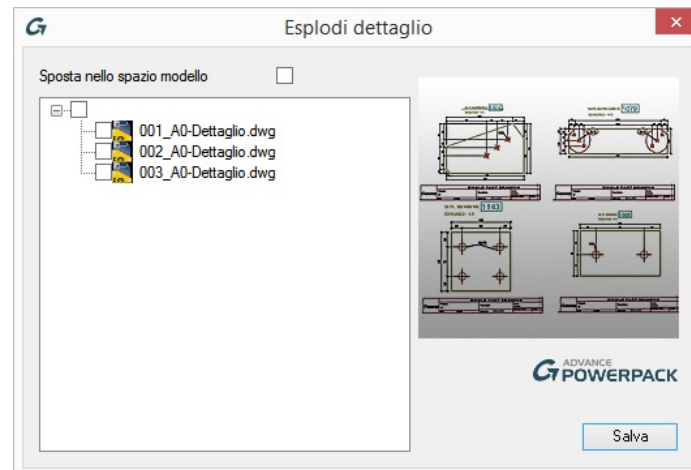 Esplodi dettaglio
Sposta nello spazio modello
001_A0-Dettaglio.dwg
002_A0-Dettaglio.dwg
003_A0-Dettaglio.dwg
1143
ADVANCE
POWERPACK
Salva